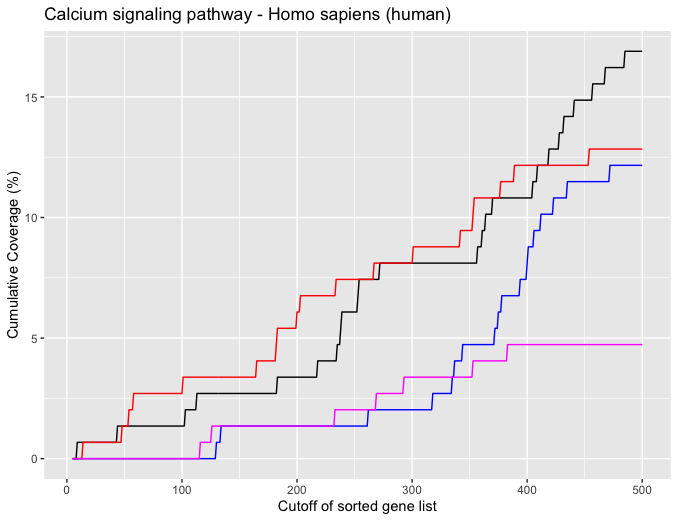 Calcium signaling pathway - Homo sapiens (human)
Cumulative Coverage (%)
15
10
5
0
0 100 200 300 400 500
Cutoff of sorted gene list